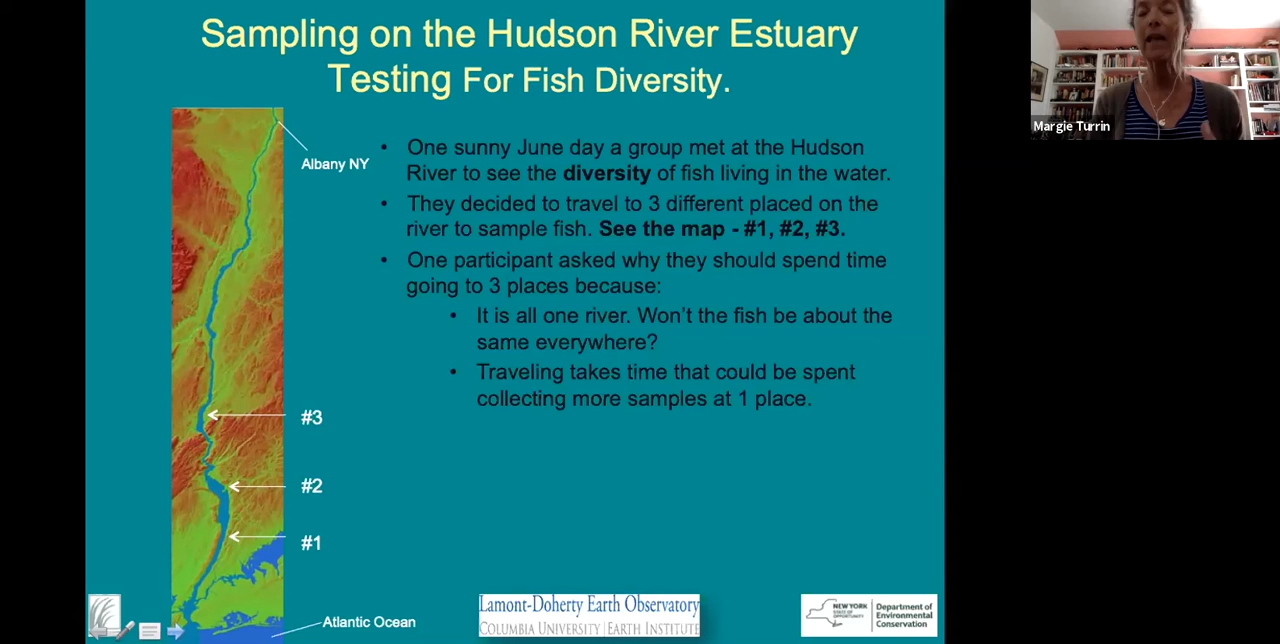 Sampling on the Hudson River Estuary
Testing For Fish Diversity.
Albany NY
• One sunny June day a group met at the Hudson
River to see the diversity of fish living in the water.
• They decided to travel to 3 different placed on the
river to sample fish. See the map - #1, #2, #3.
• One participant asked why they should spend time
going to 3 places because:
• It is all one river. Won't the fish be about the
same everywhere?
• Traveling takes time that could be spent
collecting more samples at 1 place.
#3
#2
#1
Atlantic Ocean
Lamont-Doherty Earth Observatory
COLUMBIA UNIVERSITY | EARTH INSTITUTE
NEW YORK
STATE OF
OPPORTUNITY
Department of
Environmental
Conservation
Margie Turrin